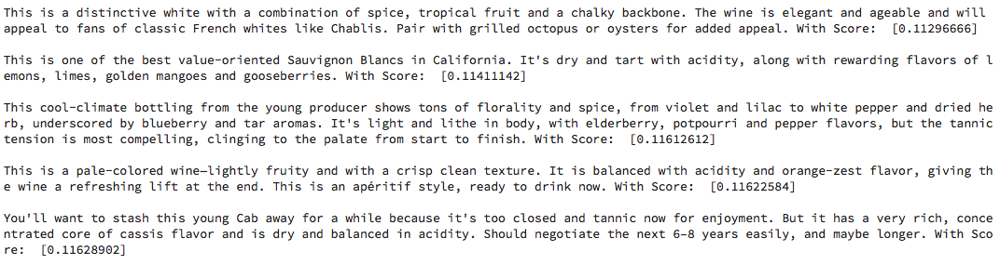 This is a distinctive white with a combination of spice, tropical fruit and a chalky backbone. The wine is elegant and ageable and will
appeal to fans of classic French whites like Chablis. Pair with grilled octopus or oysters for added appeal. With Score:  [0.11296666]
This is one of the best value-oriented Sauvignon Blancs in California. It's dry and tart with acidity, along with rewarding flavors of l
emons, limes, golden mangoes and gooseberries. With Score:  [0.11411142]
This cool-climate bottling from the young producer shows tons of florality and spice, from violet and lilac to white pepper and dried he
rb, underscored by blueberry and tar aromas. It's light and lithe in body, with elderberry, potpourri and pepper flavors, but the tannic
tension is most compelling, clinging to the palate from start to finish. With Score:  [0.11612612]
This is a pale-colored wine—lightly fruity and with a crisp clean texture. It is balanced with acidity and orange-zest flavor, giving th
e wine a refreshing lift at the end. This is an apéritif style, ready to drink now. With Score:  [0.11622584]
You'll want to stash this young Cab away for a while because it's too closed and tannic now for enjoyment. But it has a very rich, conce
ntrated core of cassis flavor and is dry and balanced in acidity. Should negotiate the next 6–8 years easily, and maybe longer. With Sco
re:  [0.11628902]